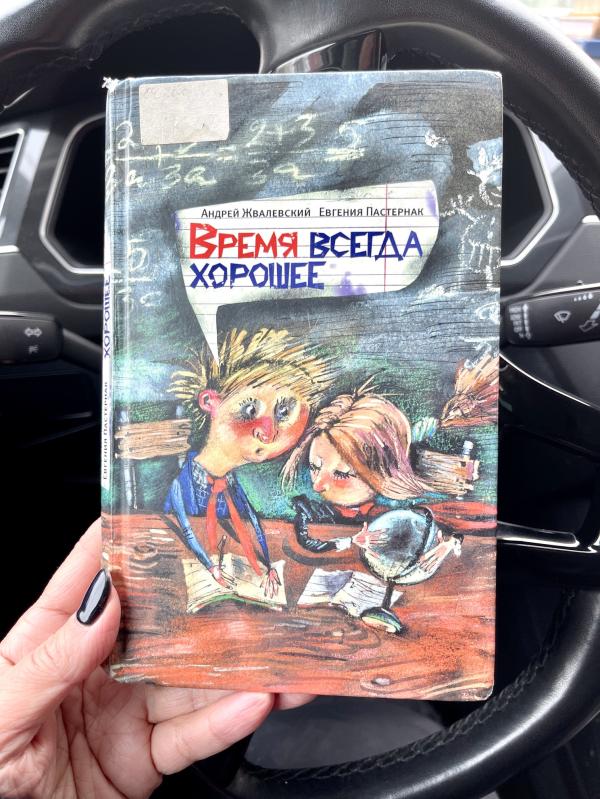 Андрей Жвалевский Евгения Пастернак
Время всегда
хорошее
Евгения Пастернак хорошее